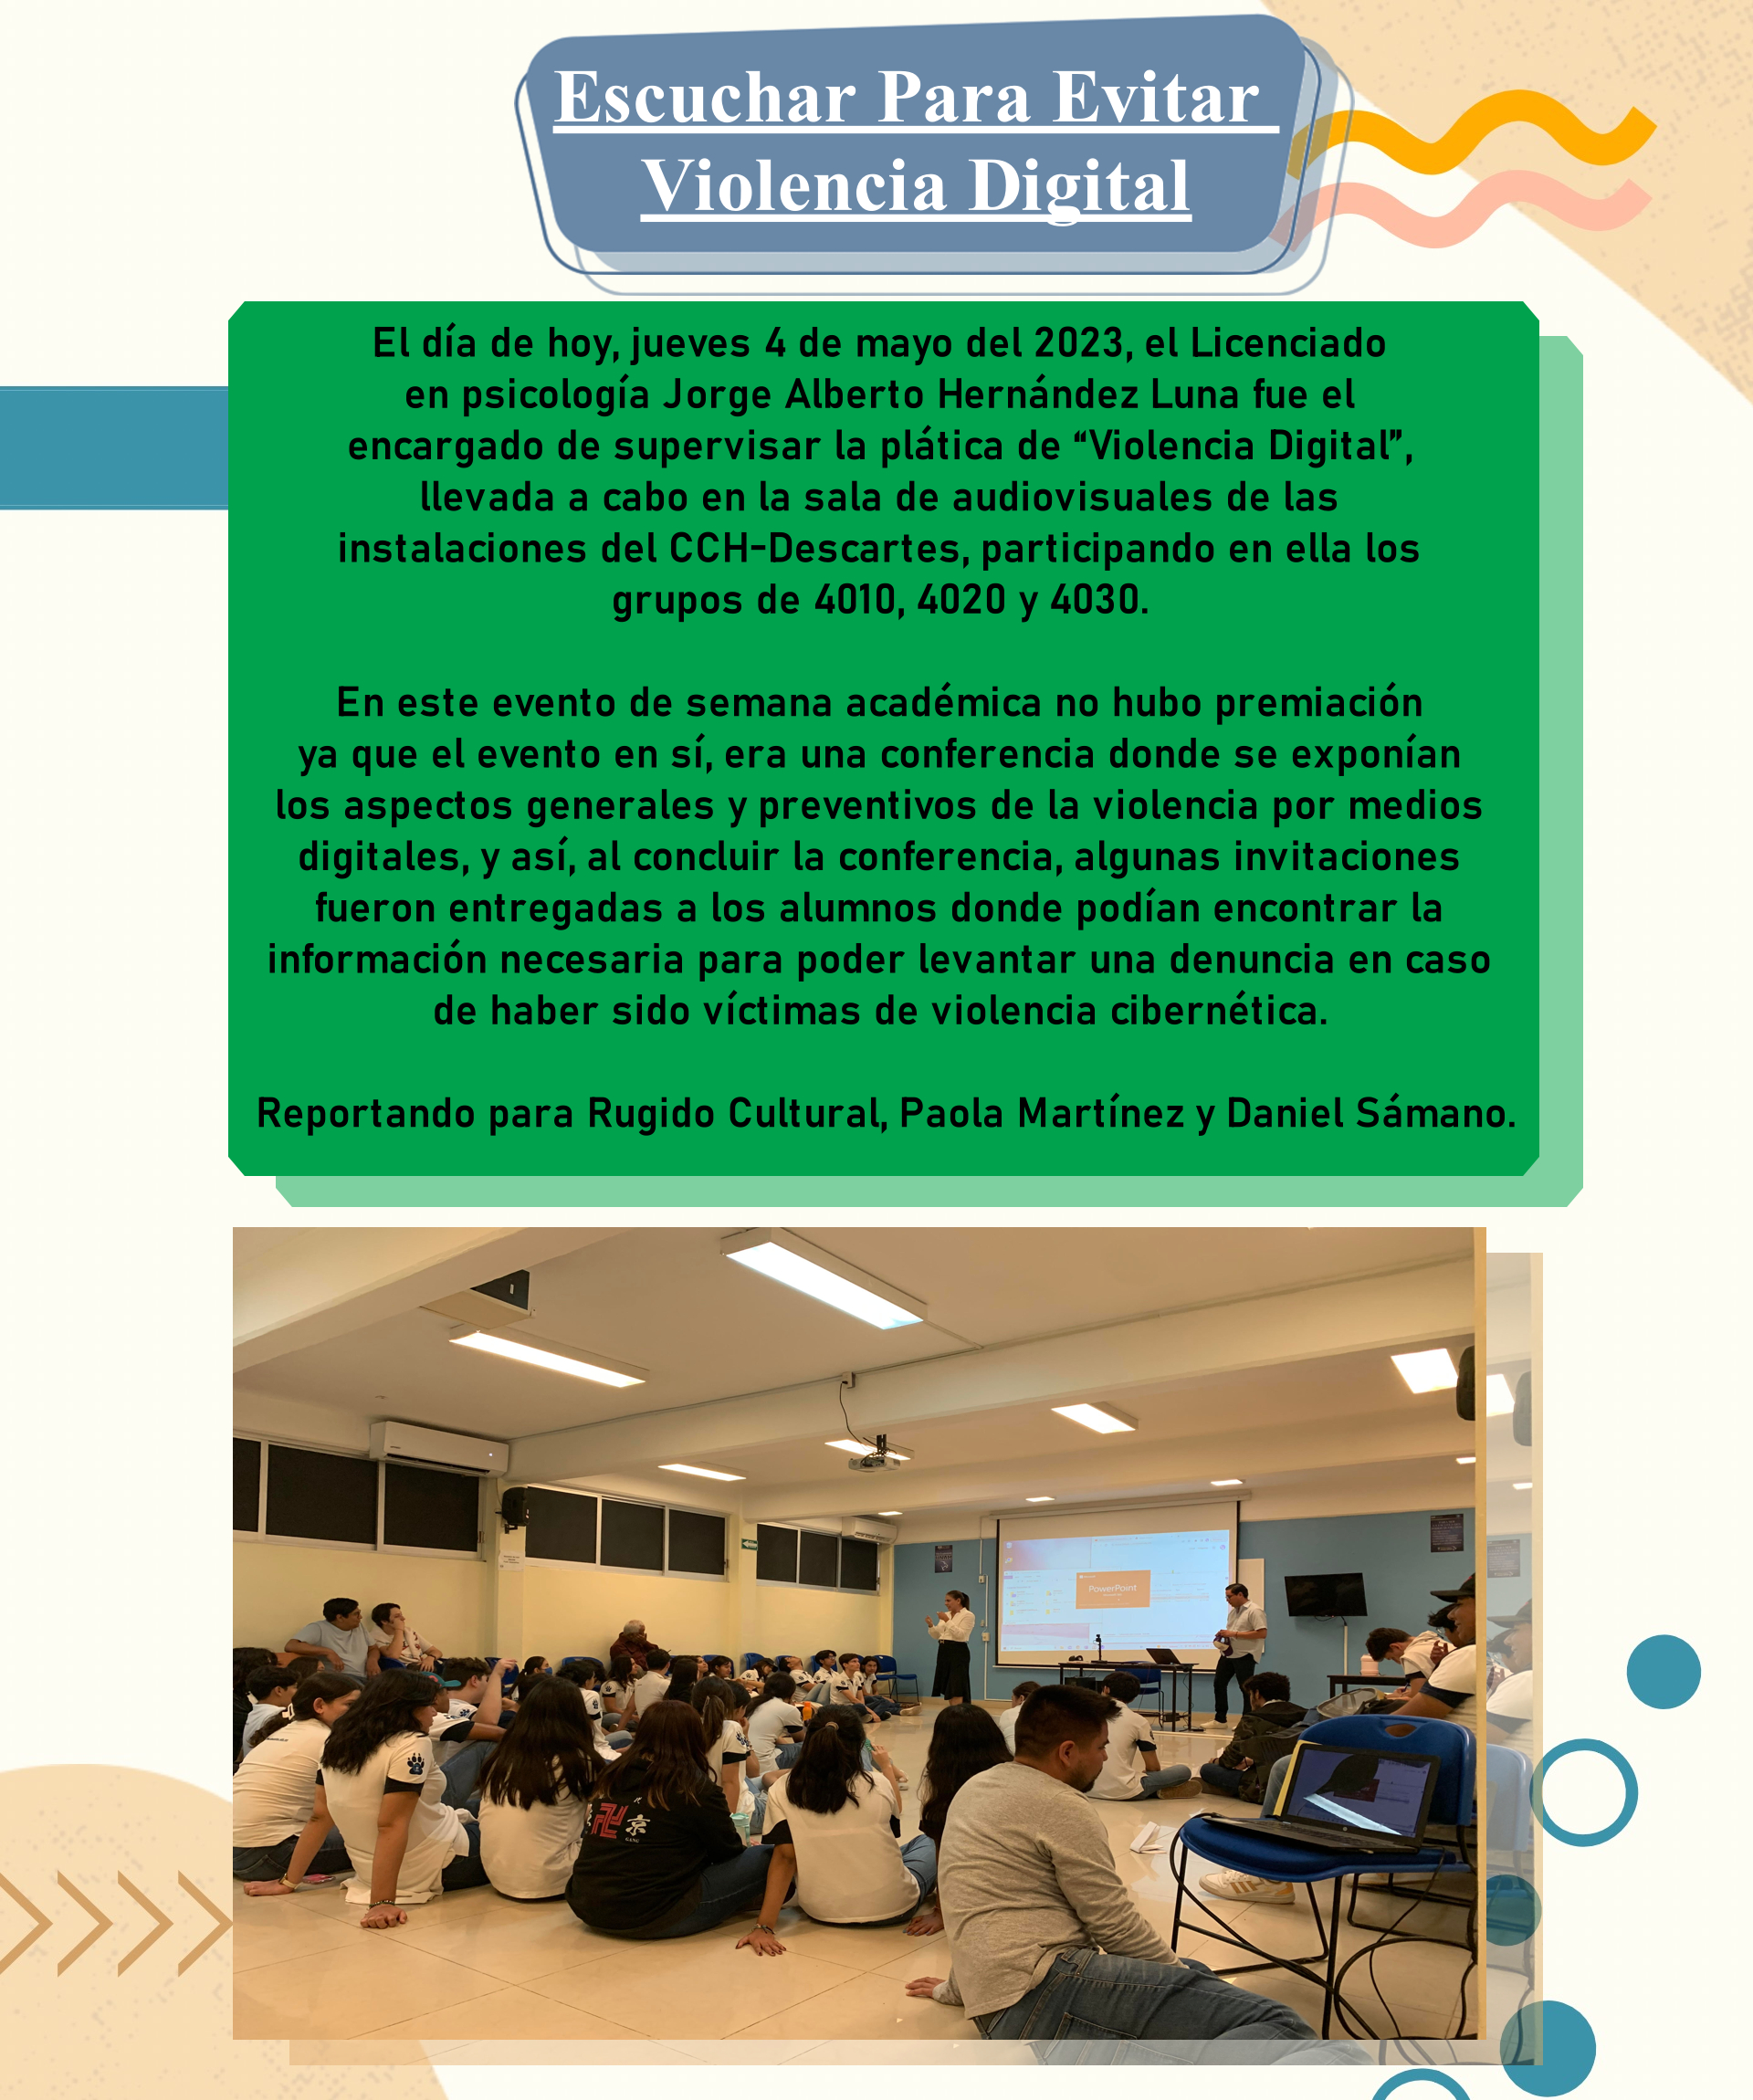 Escuchar Para Evitar
Violencia Digital
El día de hoy, jueves 4 de mayo del 2023, el Licenciado
en psicología Jorge Alberto Hernández Luna fue el
encargado de supervisar la plática de “Violencia Digital”,
llevada a cabo en la sala de audiovisuales de las
instalaciones del CCH-Descartes, participando en ella los
grupos de 4010, 4020 y 4030.
En este evento de semana académica no hubo premiación
ya que el evento en sí, era una conferencia donde se exponían
los aspectos generales y preventivos de la violencia por medios
digitales, y así, al concluir la conferencia, algunas invitaciones
fueron entregadas a los alumnos donde podían encontrar la
información necesaria para poder levantar una denuncia en caso
de haber sido víctimas de violencia cibernética.
Reportando para Rugido Cultural, Paola Martínez y Daniel Sámano.
PowerPoint
卍 京
GANG